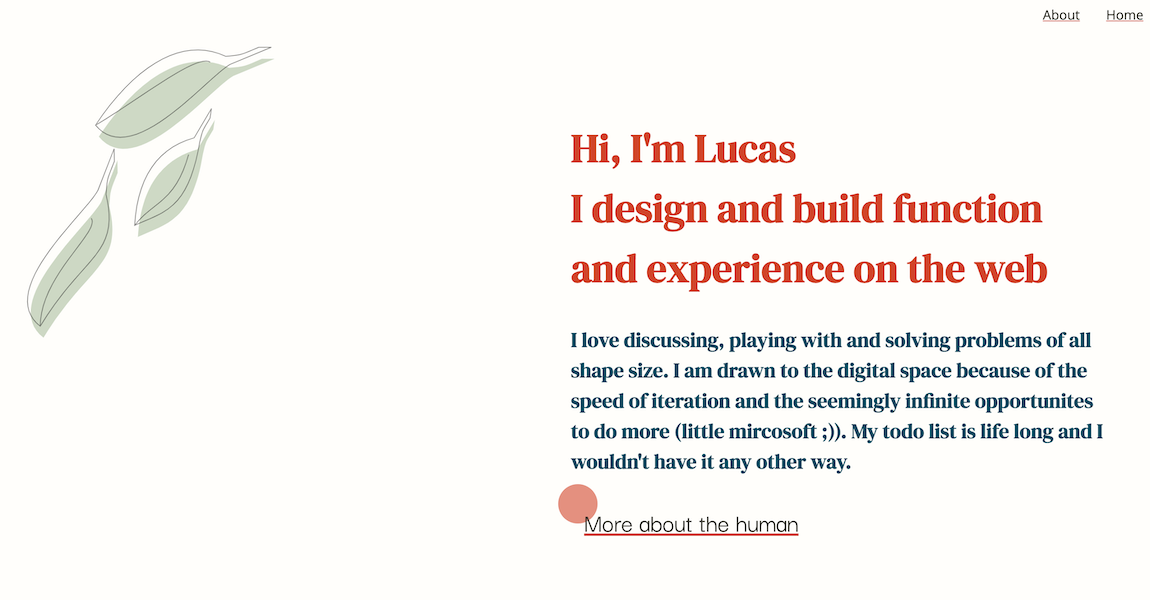 About Home
Hi, I'm Lucas
I design and build function
and experience on the web
I love discussing, playing with and solving problems of all
shape size. I am drawn to the digital space because of the
speed of iteration and the seemingly infinite opportunites
to do more (little mircosoft ;)). My todo list is life long and I
wouldn't have it any other way.
More about the human